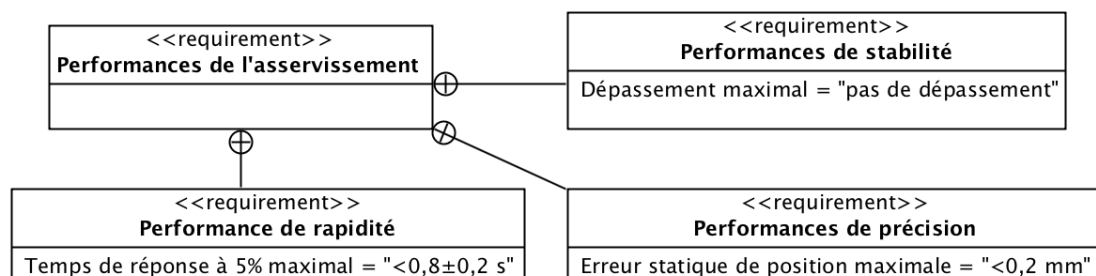 <<requirement>>
Performances de l'asservissement
<<requirement>>
Performances de stabilité
Dépassement maximal = "pas de dépassement"
<<requirement>>
Performance de rapidité
Temps de réponse à 5% maximal = "<0,8±0,2 s"
<<requirement>>
Performances de précision
Erreur statique de position maximale = "<0,2 mm"